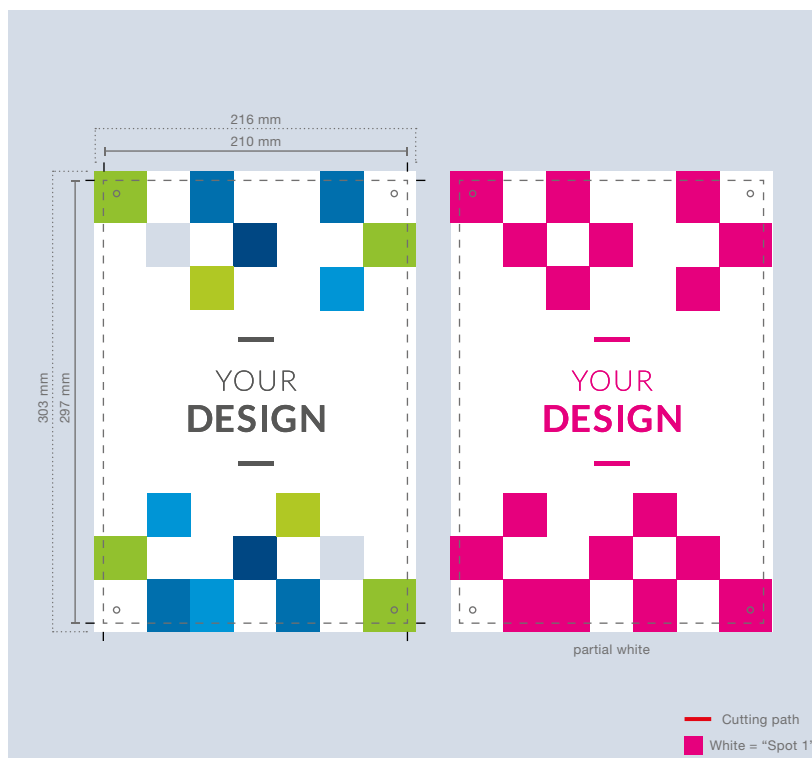 216 mm
210 mm
303 mm
297 mm
YOUR
DESIGN
YOUR
DESIGN
partial white
Cutting path
White = “Spot 1”